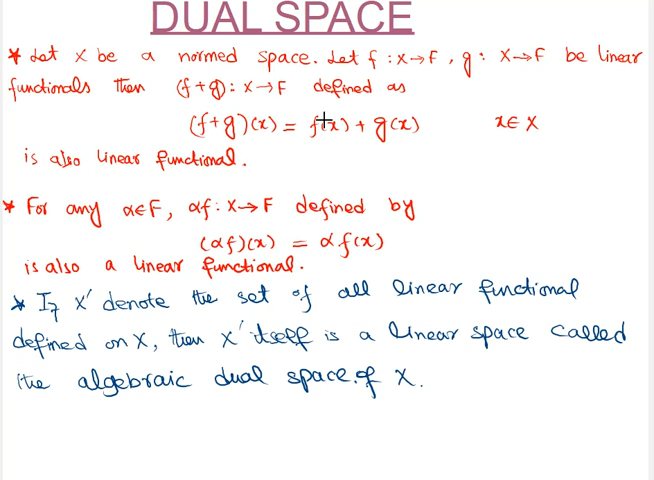 DUAL SPACE
* Let X be a normed space. Let f : X→F, g : X→F be linear
functionals then (f+g) : X→F defined as
(f+g)(x) = f(x) + g(x) x∈X
is also linear functional.
* For any α∈F, αf : X→F defined by
(αf)(x) = αf(x)
is also a linear functional.
* If X' denote the set of all linear functional
defined on X, then X' itself is a linear space called
the algebraic dual space of X.